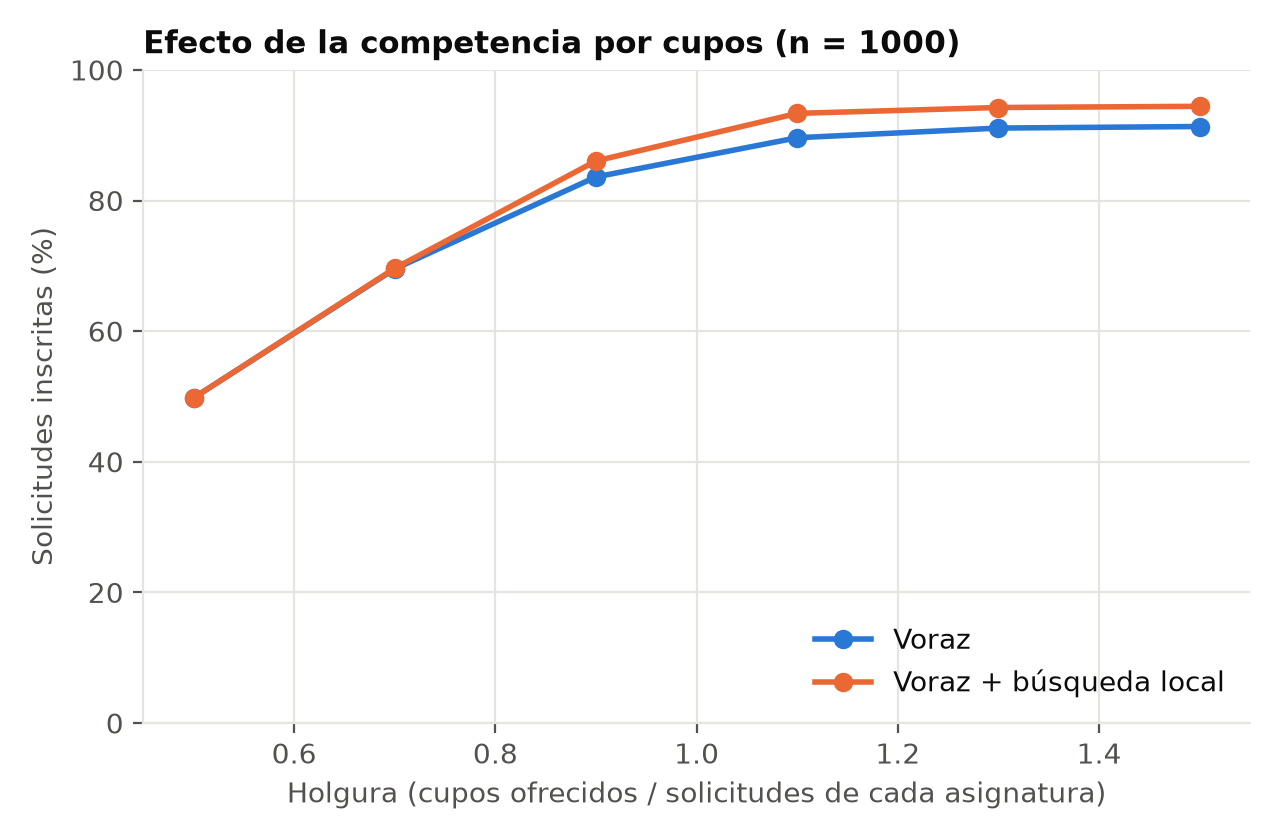 Efecto de la competencia por cupos (n = 1000)
100
80
60
40
20
0
Solicitudes inscritas (%)
Voraz
Voraz + búsqueda local
0.6
0.8
1.0
1.2
1.4
Holgura (cupos ofrecidos / solicitudes de cada asignatura)